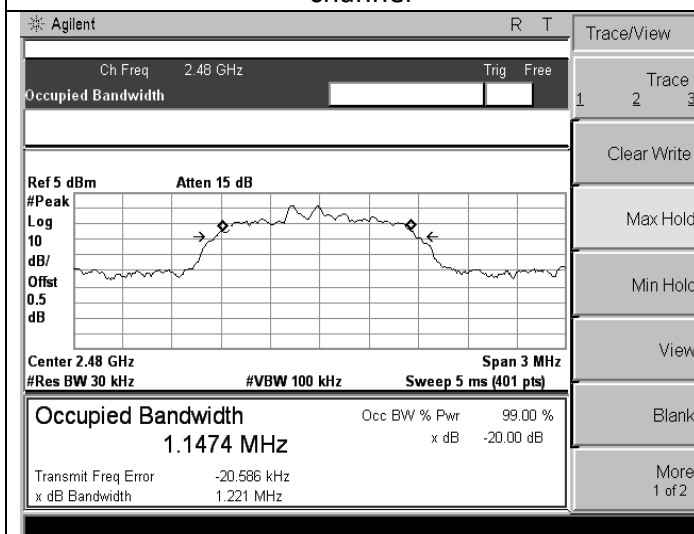 channel
Agilent R T
Ch Freq 2.48 GHz Trig Free
Occupied Bandwidth
Ref 5 dBm Atten 15 dB
#Peak
Log
10
dB/
Offst
0.5
dB
Center 2.48 GHz Span 3 MHz
#Res BW 30 kHz #VBW 100 kHz Sweep 5 ms (401 pts)
Occupied Bandwidth Occ BW % Pwr 99.00 %
1.1474 MHz x dB -20.00 dB
Transmit Freq Error -20.586 kHz
x dB Bandwidth 1.221 MHz
Trace/View
Trace
1 2 3
Clear Write
Max Hold
Min Hold
View
Blank
More
1 of 2